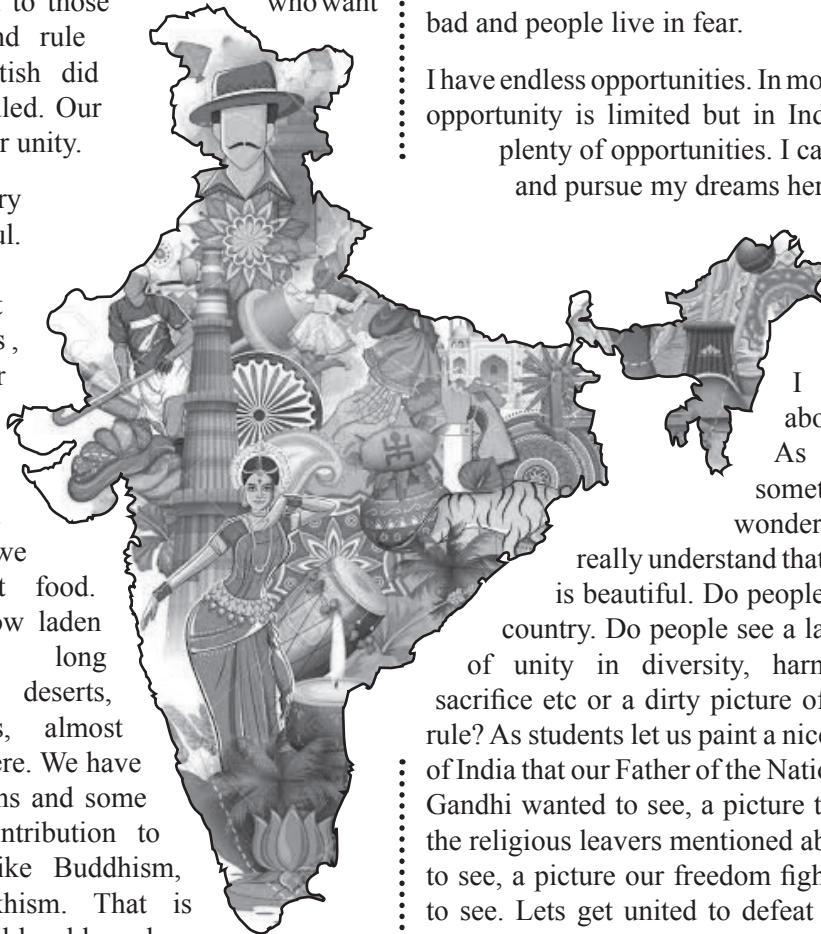 to those who want
nd rule
tish did
led. Our
r unity.
ry
ul.
t
s ,
r
we
t food.
ow laden
long
deserts,
s, almost
ere. We have
ns and some
ntribution to
ike Buddhism,
khism. That is
bad and people live in fear.
I have endless opportunities. In mo
opportunity is limited but in Ind
plenty of opportunities. I ca
and pursue my dreams her
I
abo
As
somet
wonder
really understand that
is beautiful. Do people
country. Do people see a la
of unity in diversity, harn
sacrifice etc or a dirty picture of
rule? As students let us paint a nice
of India that our Father of the Natio
Gandhi wanted to see, a picture t
the religious leavers mentioned ab
to see, a picture our freedom figh
to see. Lets get united to defeat